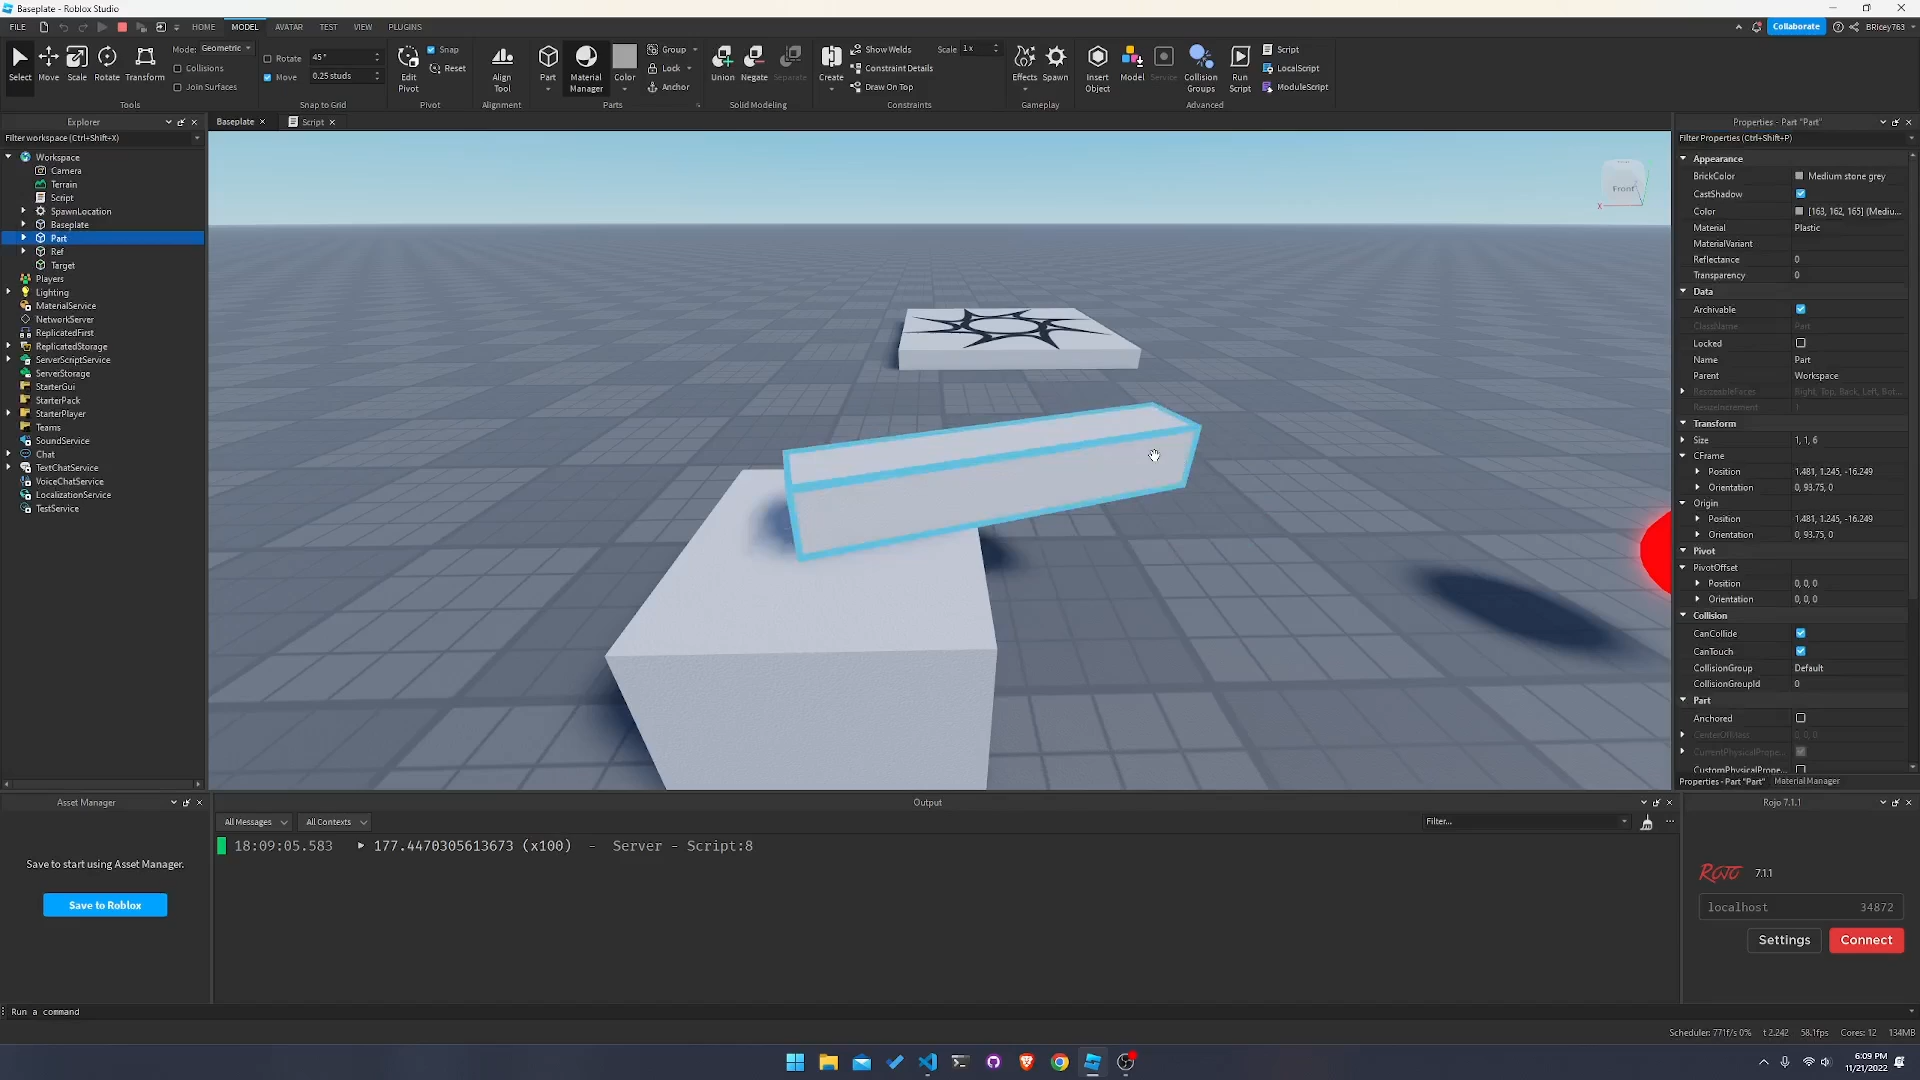 Baseplate - Roblox Studio
FILE HOME MODEL AVATAR TEST VIEW PLUGINS
Collaborate BRicey763
Select Move Scale Rotate Transform
Mode: Geometric
Collisions
Join Surfaces
Tools
Rotate 45°
Move 0.25 studs
Snap to Grid
Edit Pivot
Snap
Reset
Pivot
Align Tool
Alignment
Part Material Manager Color
Group
Lock
Anchor
Parts
Union Negate Separate
Solid Modeling
Create
Show Welds Scale 1x
Constraint Details
Draw On Top
Constraints
Effects Spawn
Gameplay
Insert Object Model Service Collision Groups Run Script
Script
LocalScript
ModuleScript
Advanced
Explorer
Filter workspace (Ctrl+Shift+X)
Workspace
Camera
Terrain
Script
SpawnLocation
Baseplate
Part
Ref
Target
Players
Lighting
MaterialService
NetworkServer
ReplicatedFirst
ReplicatedStorage
ServerScriptService
ServerStorage
StarterGui
StarterPack
StarterPlayer
Teams
SoundService
Chat
TextChatService
VoiceChatService
LocalizationService
TestService
Baseplate Script
Front
X
Properties - Part "Part"
Filter Properties (Ctrl+Shift+P)
Appearance
BrickColor Medium stone grey
CastShadow
Color [163, 162, 165] (Mediu...
Material Plastic
MaterialVariant
Reflectance 0
Transparency 0
Data
Archivable
ClassName Part
Locked
Name Part
Parent Workspace
ResizeableFaces Right, Top, Back, Left, Bot...
ResizeIncrement 1
Transform
Size 1, 1, 6
CFrame
Position 1.481, 1.245, -16.249
Orientation 0, 93.75, 0
Origin
Position 1.481, 1.245, -16.249
Orientation 0, 93.75, 0
Pivot
PivotOffset
Position 0, 0, 0
Orientation 0, 0, 0
Collision
CanCollide
CanTouch
CollisionGroup Default
CollisionGroupId 0
Part
Anchored
CenterOfMass 0, 0, 0
CurrentPhysicalPrope...
CustomPhysicalPrope...
Properties - Part "Part" Material Manager
Asset Manager
Save to start using Asset Manager.
Save to Roblox
Output
All Messages All Contexts Filter...
18:09:05.583 177.4470305613673 (x100) - Server - Script:8
Rojo 7.1.1
ROJO 7.1.1
localhost 34872
Settings Connect
Run a command
Scheduler: 771f/s 0% t 2.242 58.1fps Cores: 12 134MB
6:09 PM
11/21/2022